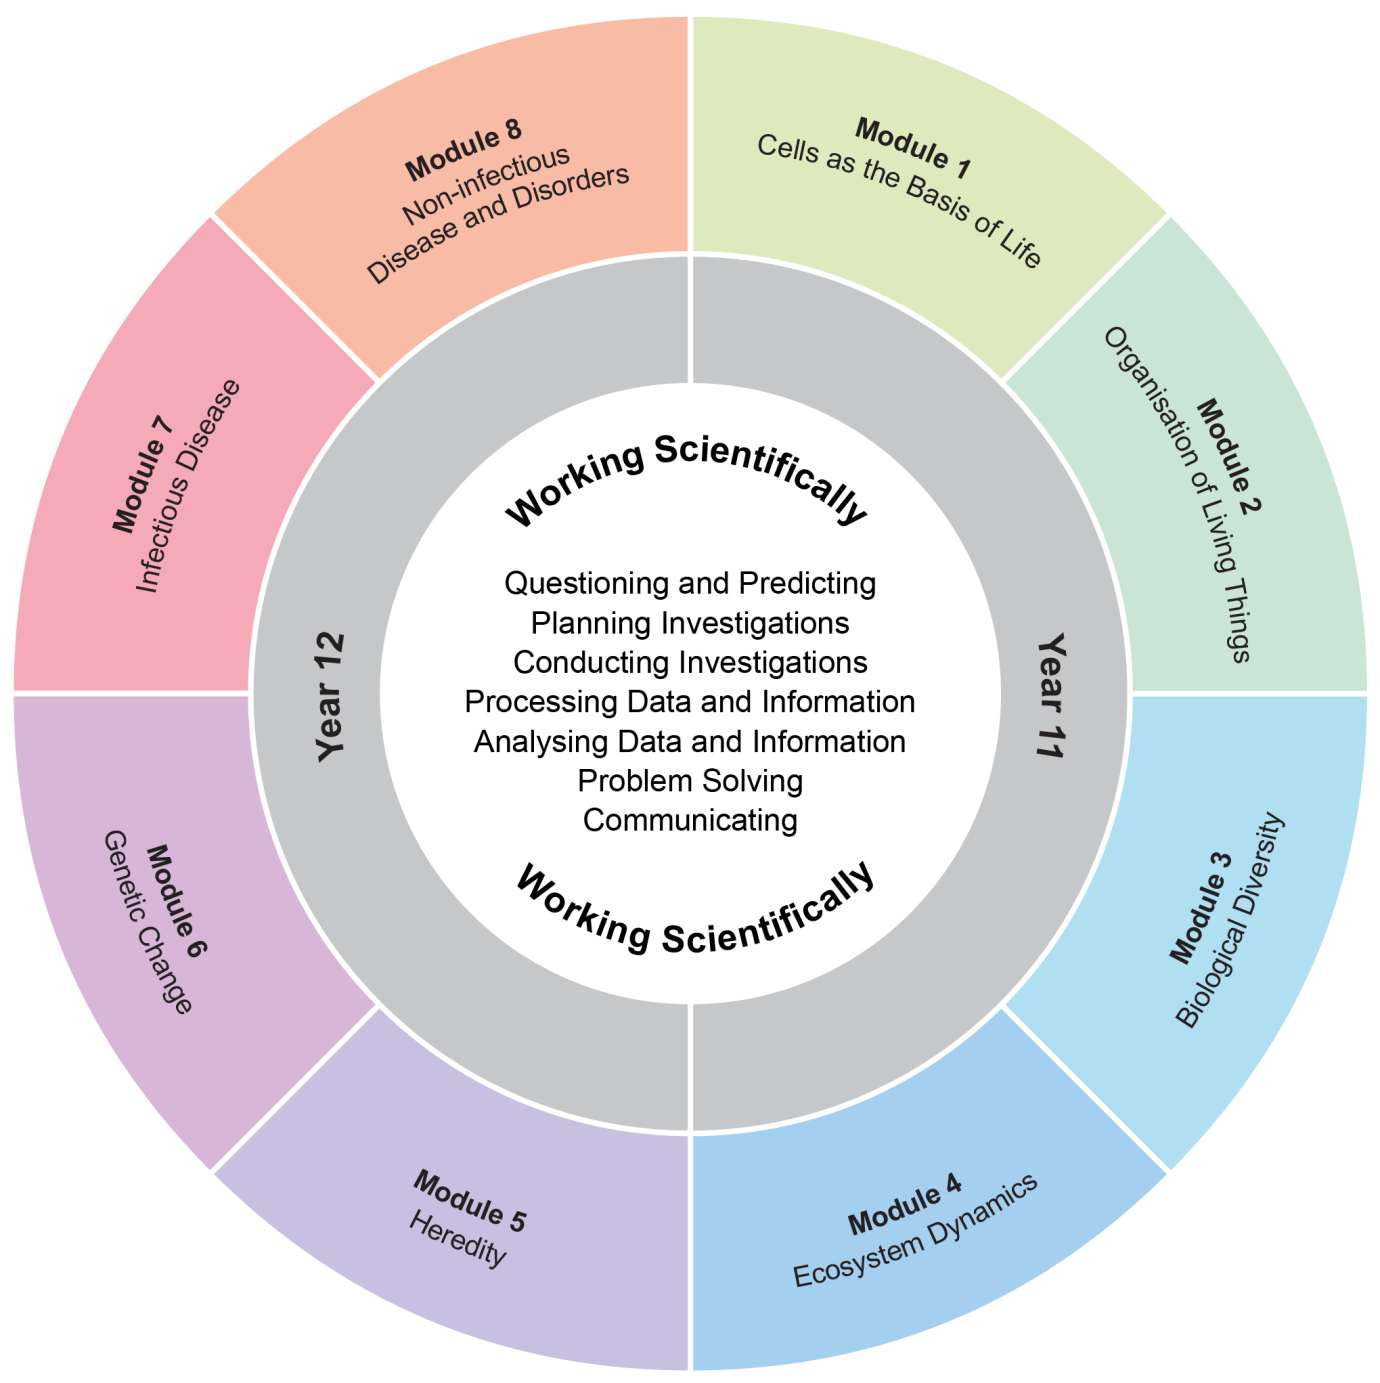 Module 1
Cells as the Basis of Life
Module 2
Organisation of Living Things
Module 3
Biological Diversity
Module 4
Ecosystem Dynamics
Module 5
Heredity
Module 6
Genetic Change
Module 7
Infectious Disease
Module 8
Non-infectious
Disease and Disorders
Year 11
Year 12
Working Scientifically
Questioning and Predicting
Planning Investigations
Conducting Investigations
Processing Data and Information
Analysing Data and Information
Problem Solving
Communicating
Working Scientifically